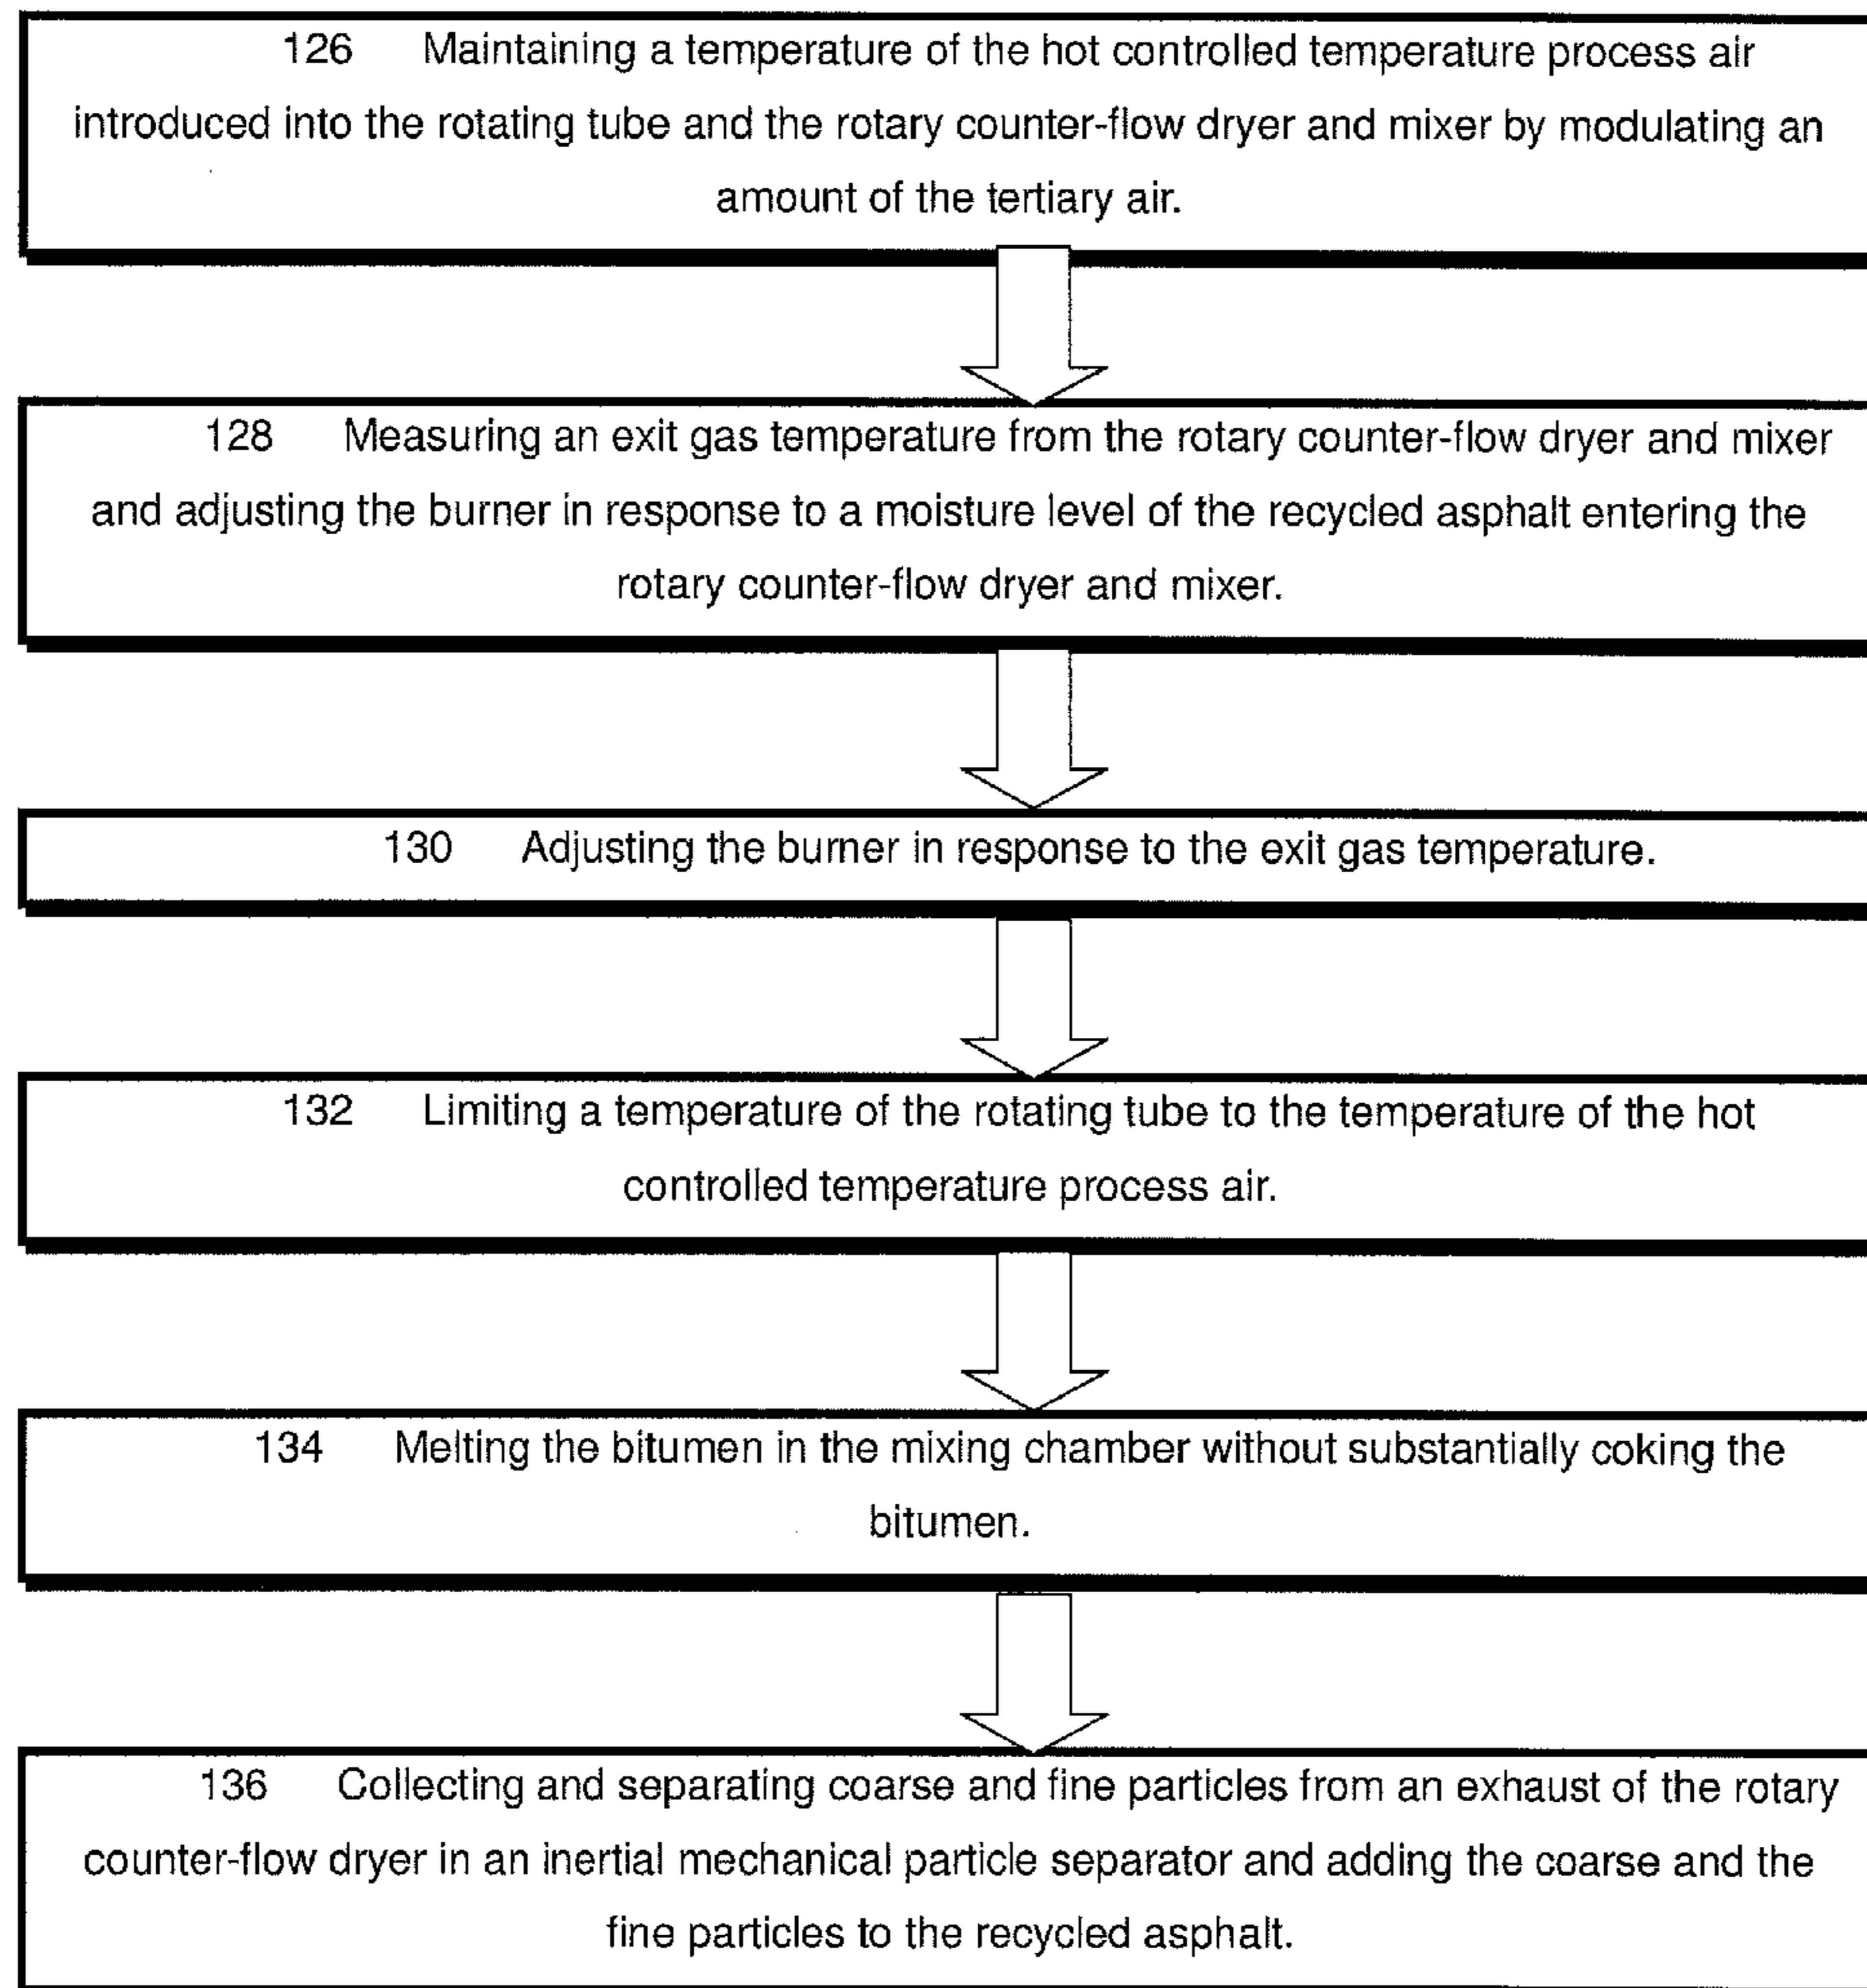 126 Maintaining a temperature of the hot controlled temperature process air
introduced into the rotating tube and the rotary counter-flow dryer and mixer by modulating an
amount of the tertiary air.
128 Measuring an exit gas temperature from the rotary counter-flow dryer and mixer
and adjusting the burner in response to a moisture level of the recycled asphalt entering the
rotary counter-flow dryer and mixer.
130 Adjusting the burner in response to the exit gas temperature.
132 Limiting a temperature of the rotating tube to the temperature of the hot
controlled temperature process air.
134 Melting the bitumen in the mixing chamber without substantially coking the
bitumen.
136 Collecting and separating coarse and fine particles from an exhaust of the rotary
counter-flow dryer in an inertial mechanical particle separator and adding the coarse and the
fine particles to the recycled asphalt.